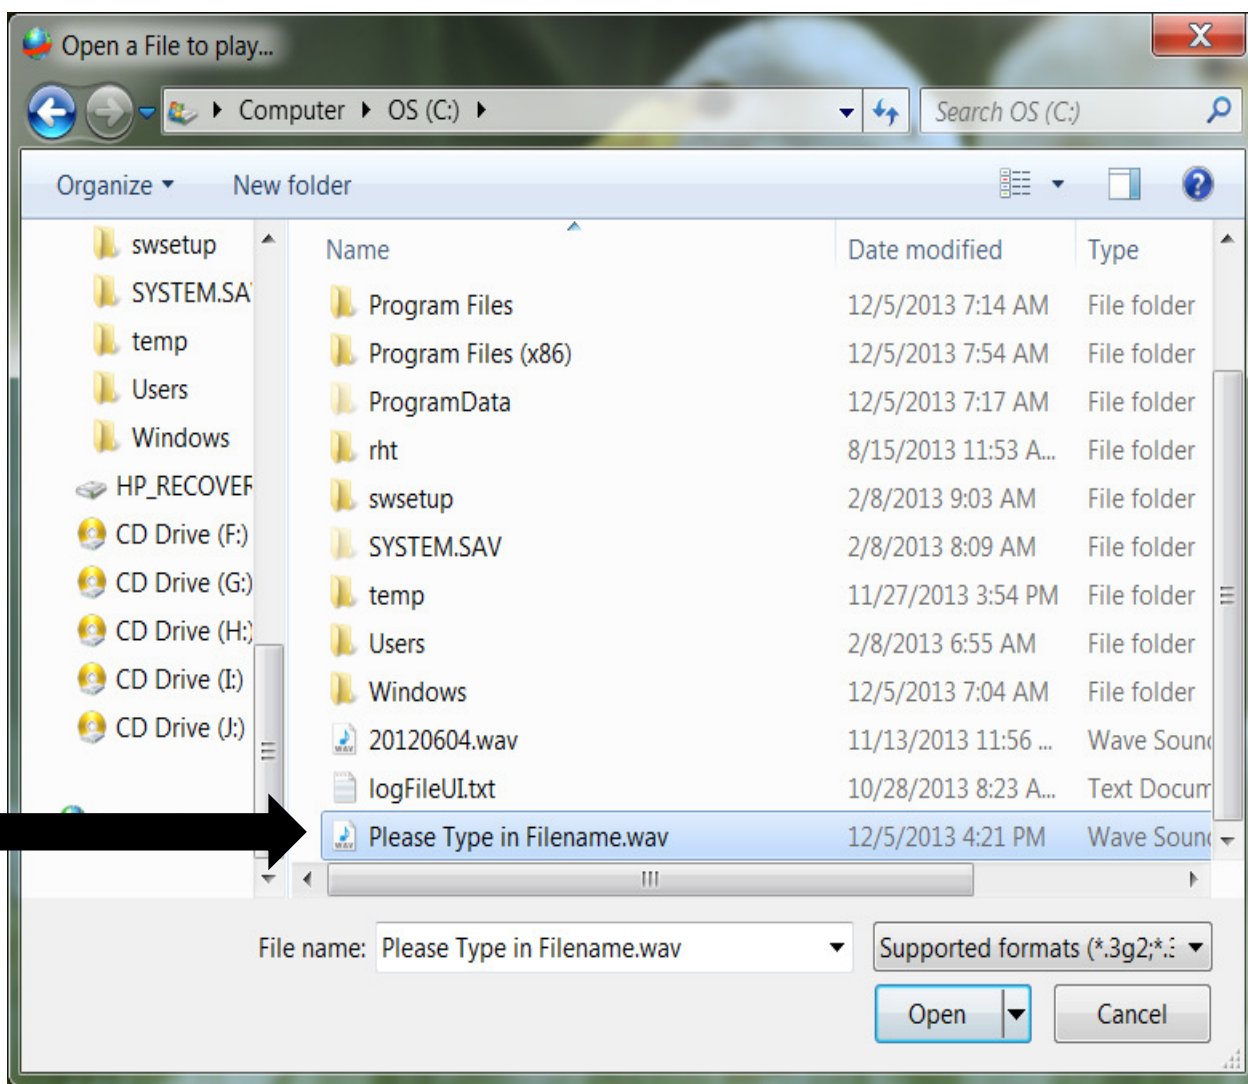 Open a File to play...
Computer OS (C:) Search OS (C:)
Organize New folder
swsetup
SYSTEM.SA
temp
Users
Windows
HP_RECOVER
CD Drive (F:)
CD Drive (G:)
CD Drive (H:)
CD Drive (I:)
CD Drive (J:)
Name Date modified Type
Program Files 12/5/2013 7:14 AM File folder
Program Files (x86) 12/5/2013 7:54 AM File folder
ProgramData 12/5/2013 7:17 AM File folder
rht 8/15/2013 11:53 A... File folder
swsetup 2/8/2013 9:03 AM File folder
SYSTEM.SAV 2/8/2013 8:09 AM File folder
temp 11/27/2013 3:54 PM File folder
Users 2/8/2013 6:55 AM File folder
Windows 12/5/2013 7:04 AM File folder
20120604.wav 11/13/2013 11:56 ... Wave Soun
logFileUI.txt 10/28/2013 8:23 A... Text Docum
Please Type in Filename.wav 12/5/2013 4:21 PM Wave Soun
File name: Please Type in Filename.wav Supported formats (*.3g2;*.3
Open Cancel